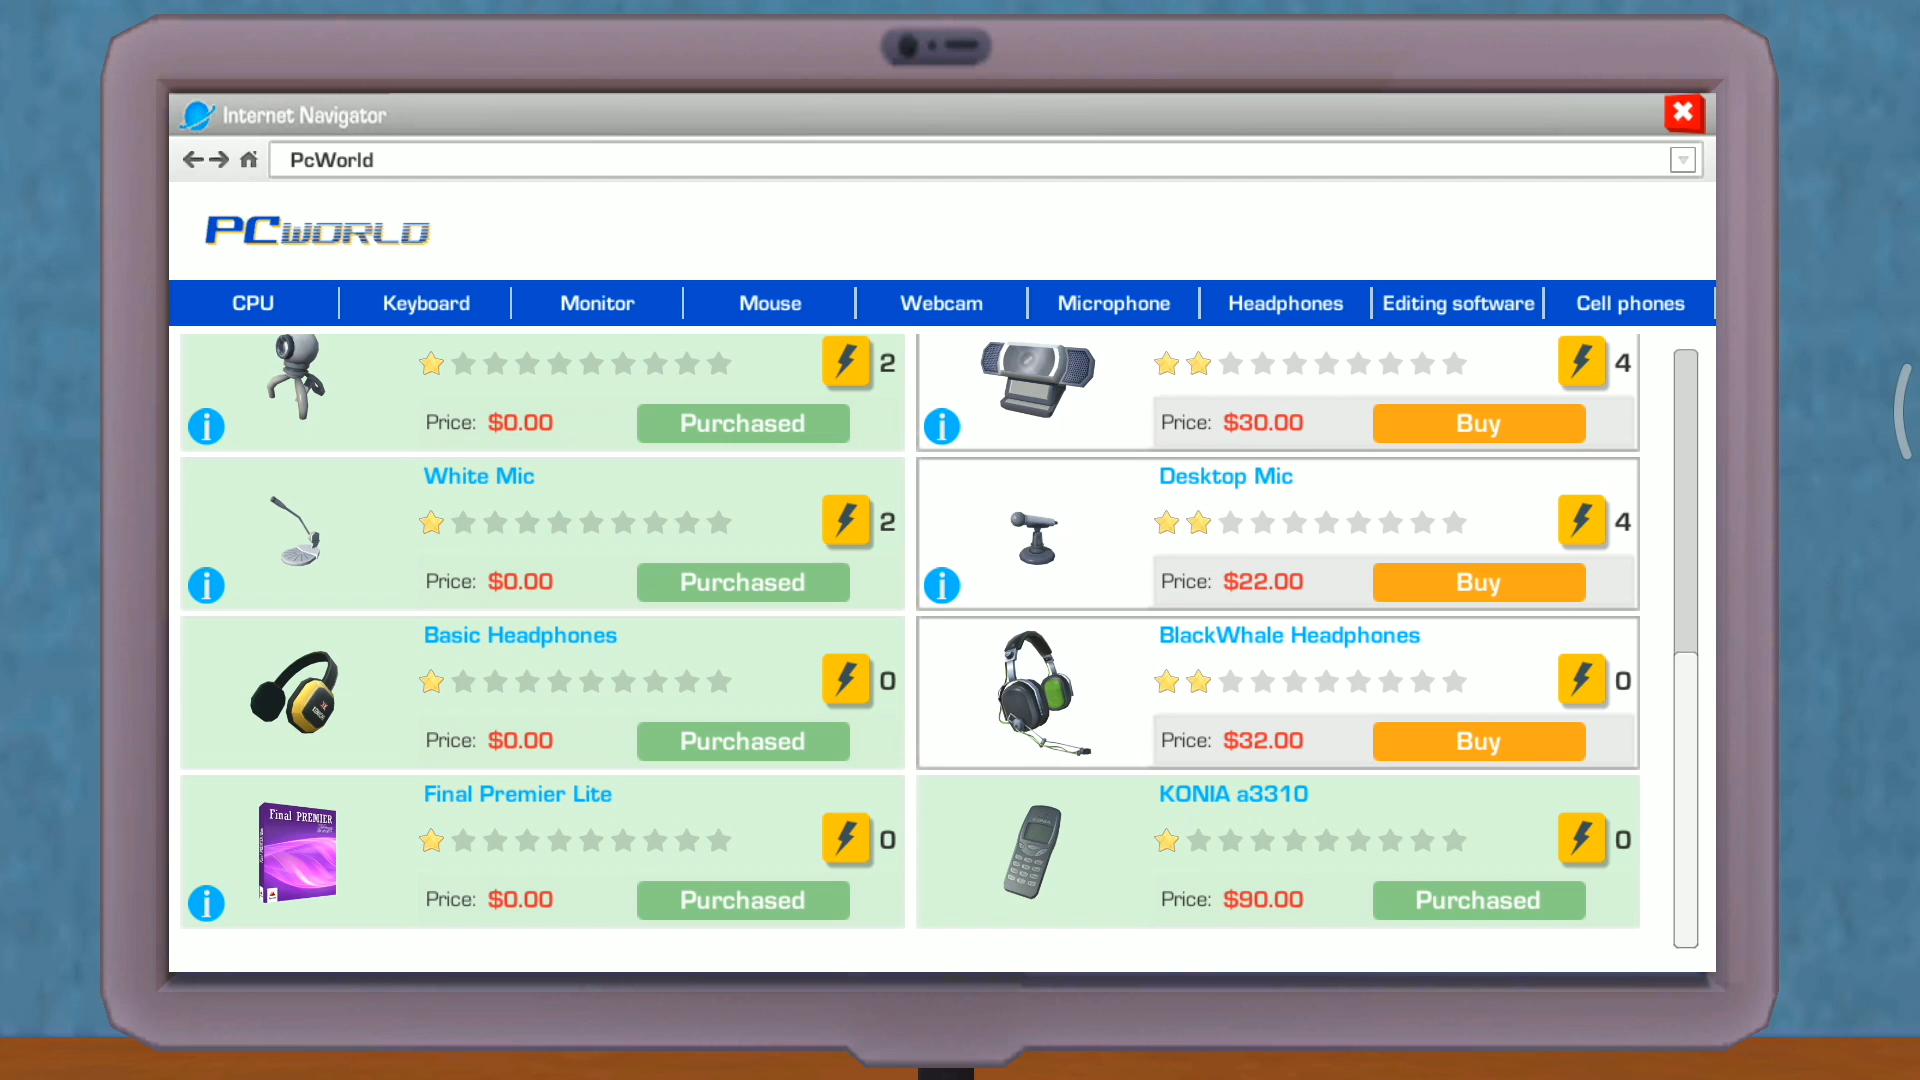 Internet Navigator
PcWorld
PCWORLD
CPU Keyboard Monitor Mouse Webcam Microphone Headphones Editing software Cell phones
2
Price: $0.00 Purchased
4
Price: $30.00 Buy
White Mic
2
Price: $0.00 Purchased
Desktop Mic
4
Price: $22.00 Buy
Basic Headphones
0
Price: $0.00 Purchased
BlackWhale Headphones
0
Price: $32.00 Buy
Final Premier Lite
Final PREMIER
0
Price: $0.00 Purchased
KONIA a3310
0
Price: $90.00 Purchased